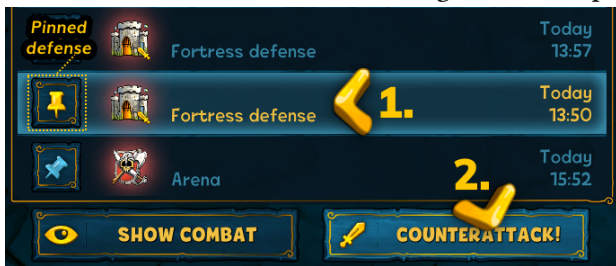 Pinned
defense
Fortress defense
Today
13:57
Fortress defense
1.
Today
13:50
Arena
2.
Today
15:52
SHOW COMBAT
COUNTERATTACK!